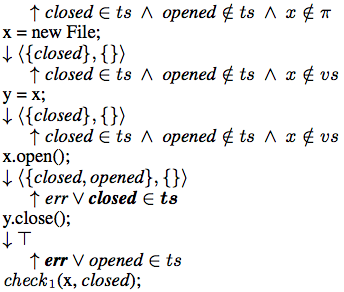 ↑ closed ∈ ts ∧ opened ∉ ts ∧ x ∉ π
x = new File;
↓ ⟨{closed}, {}⟩
↑ closed ∈ ts ∧ opened ∉ ts ∧ x ∉ vs
y = x;
↓ ⟨{closed}, {}⟩
↑ closed ∈ ts ∧ opened ∉ ts ∧ x ∉ vs
x.open();
↓ ⟨{closed, opened}, {}⟩
↑ err ∨ closed ∈ ts
y.close();
↓ ⊤
↑ err ∨ opened ∈ ts
check₁(x, closed);